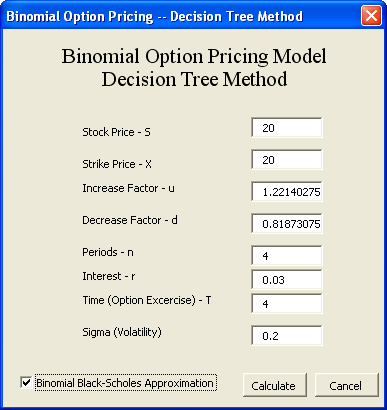 Binomial Option Pricing -- Decision Tree Method
Binomial Option Pricing Model
Decision Tree Method
Stock Price - S 20
Strike Price - X 20
Increase Factor - u 1.22140275
Decrease Factor - d 0.81873075
Periods - n 4
Interest - r 0.03
Time (Option Excercise) - T 4
Sigma (Volatility) 0.2
Binomial Black-Scholes Approximation Calculate Cancel